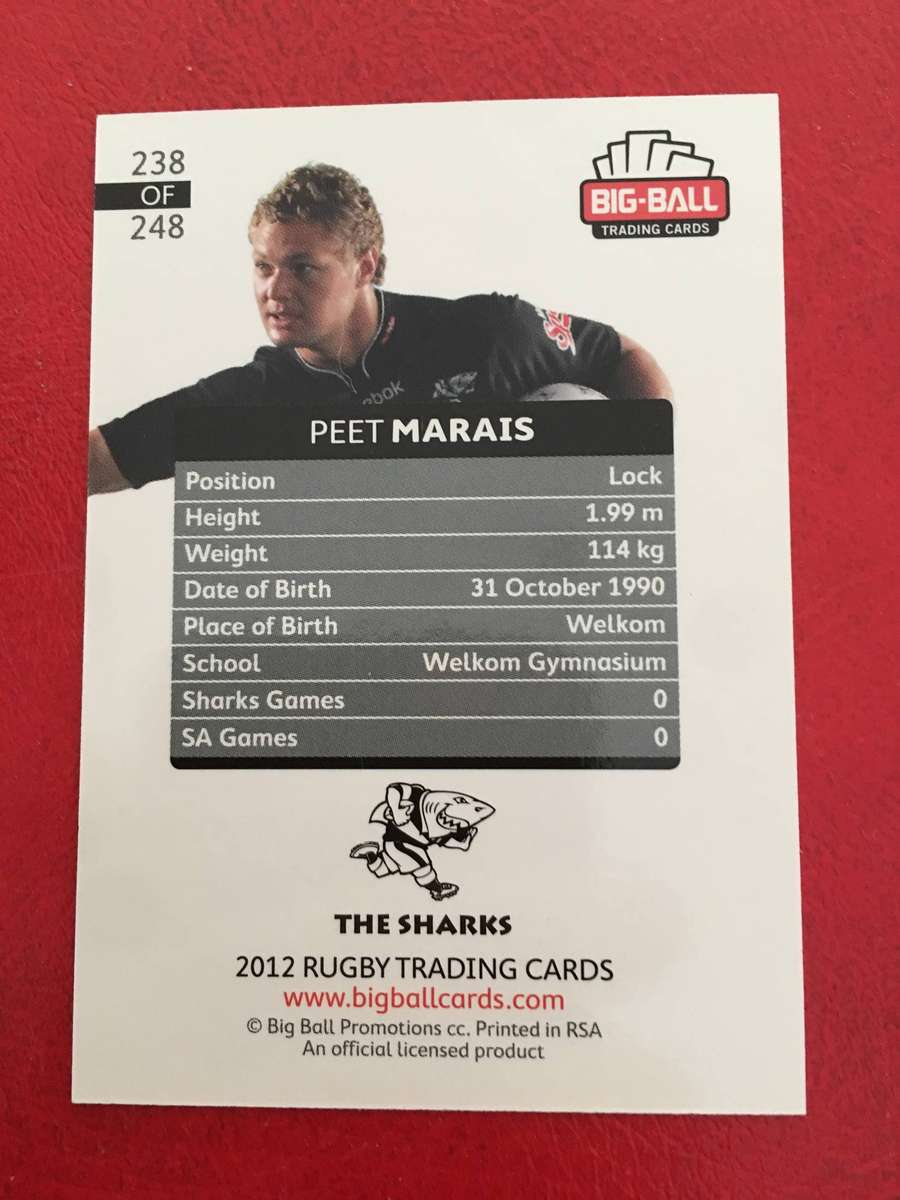 238
OF
248
BIG-BALL
TRADING CARDS
ebok
PEET MARAIS
Position Lock
Height 1.99 m
Weight 114 kg
Date of Birth 31 October 1990
Place of Birth Welkom
School Welkom Gymnasium
Sharks Games 0
SA Games 0
THE SHARKS
2012 RUGBY TRADING CARDS
www.bigballcards.com
© Big Ball Promotions cc. Printed in RSA
An official licensed product